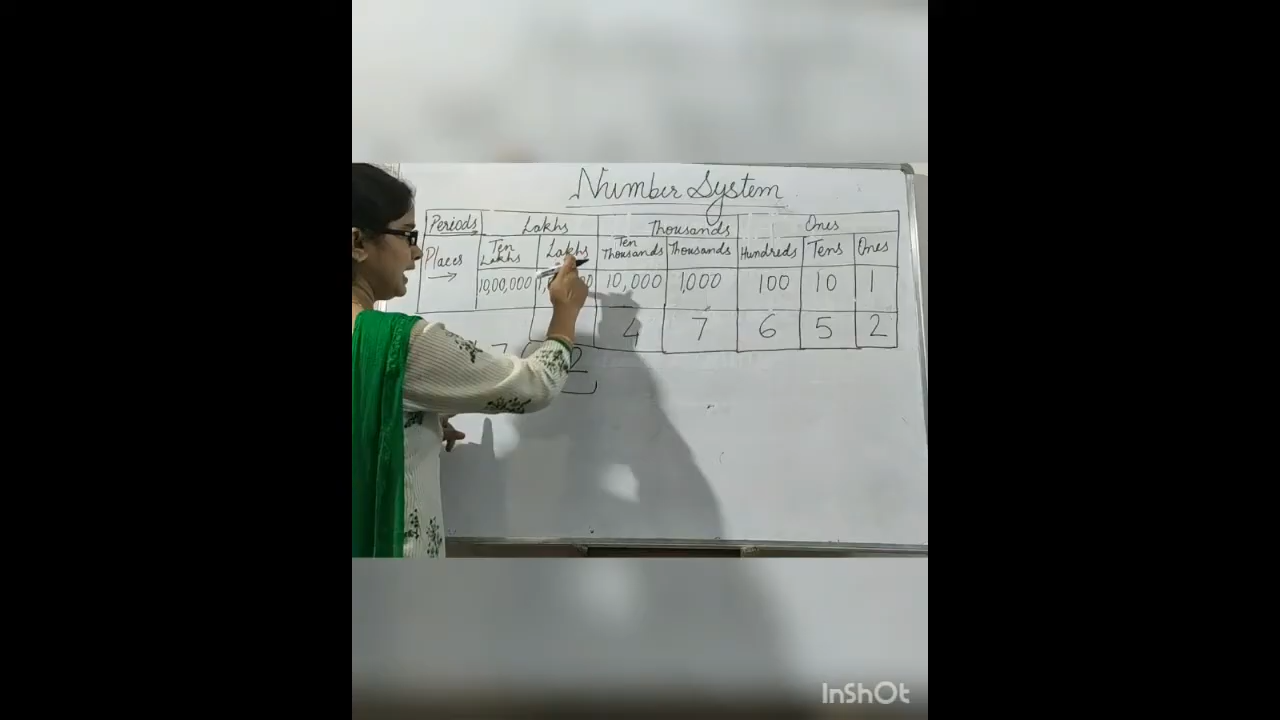 Number System
Periods Lakhs Thousands Ones
Places Ten Lakhs Lakhs Ten Thousands Thousands Hundreds Tens Ones
→ 10,00,000 10,000 1,000 100 10 1
4 7 6 5 2
2
InShOt